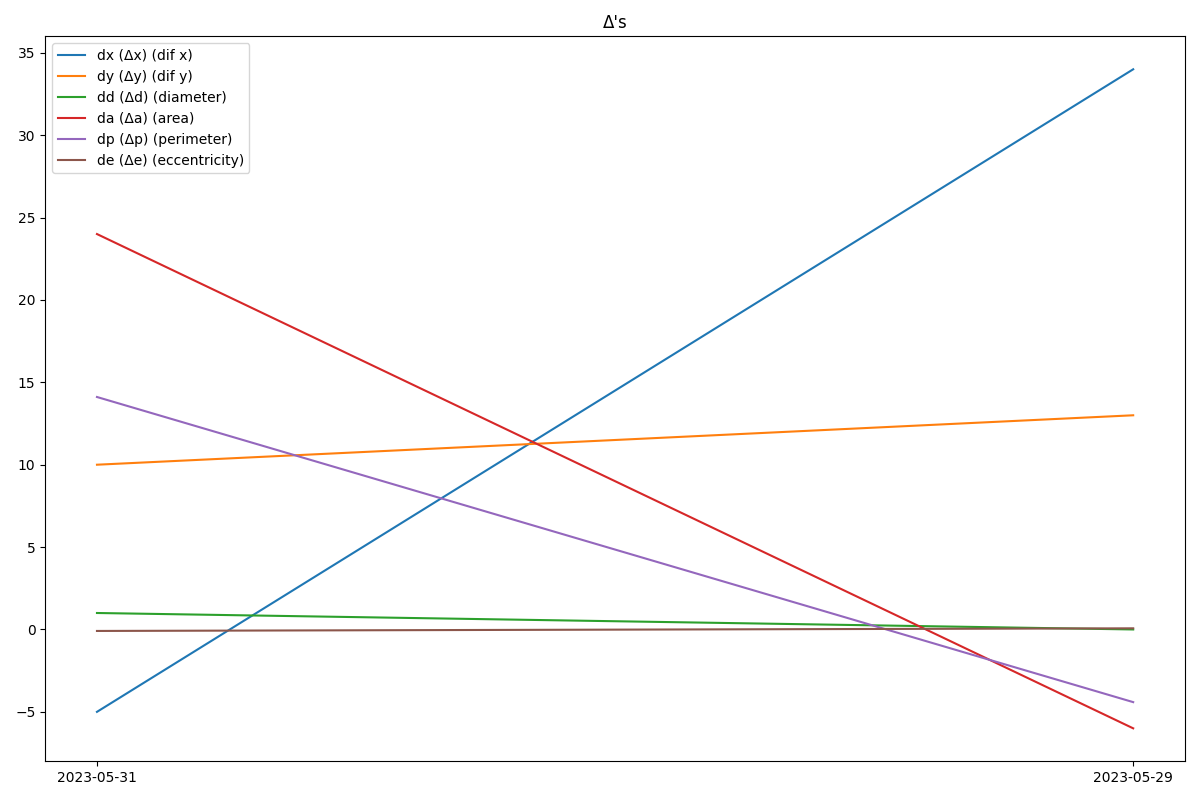 Δ's
dx (Δx) (dif x)
dy (Δy) (dif y)
dd (Δd) (diameter)
da (Δa) (area)
dp (Δp) (perimeter)
de (Δe) (eccentricity)
35
30
25
20
15
10
5
0
−5
2023-05-31 2023-05-29